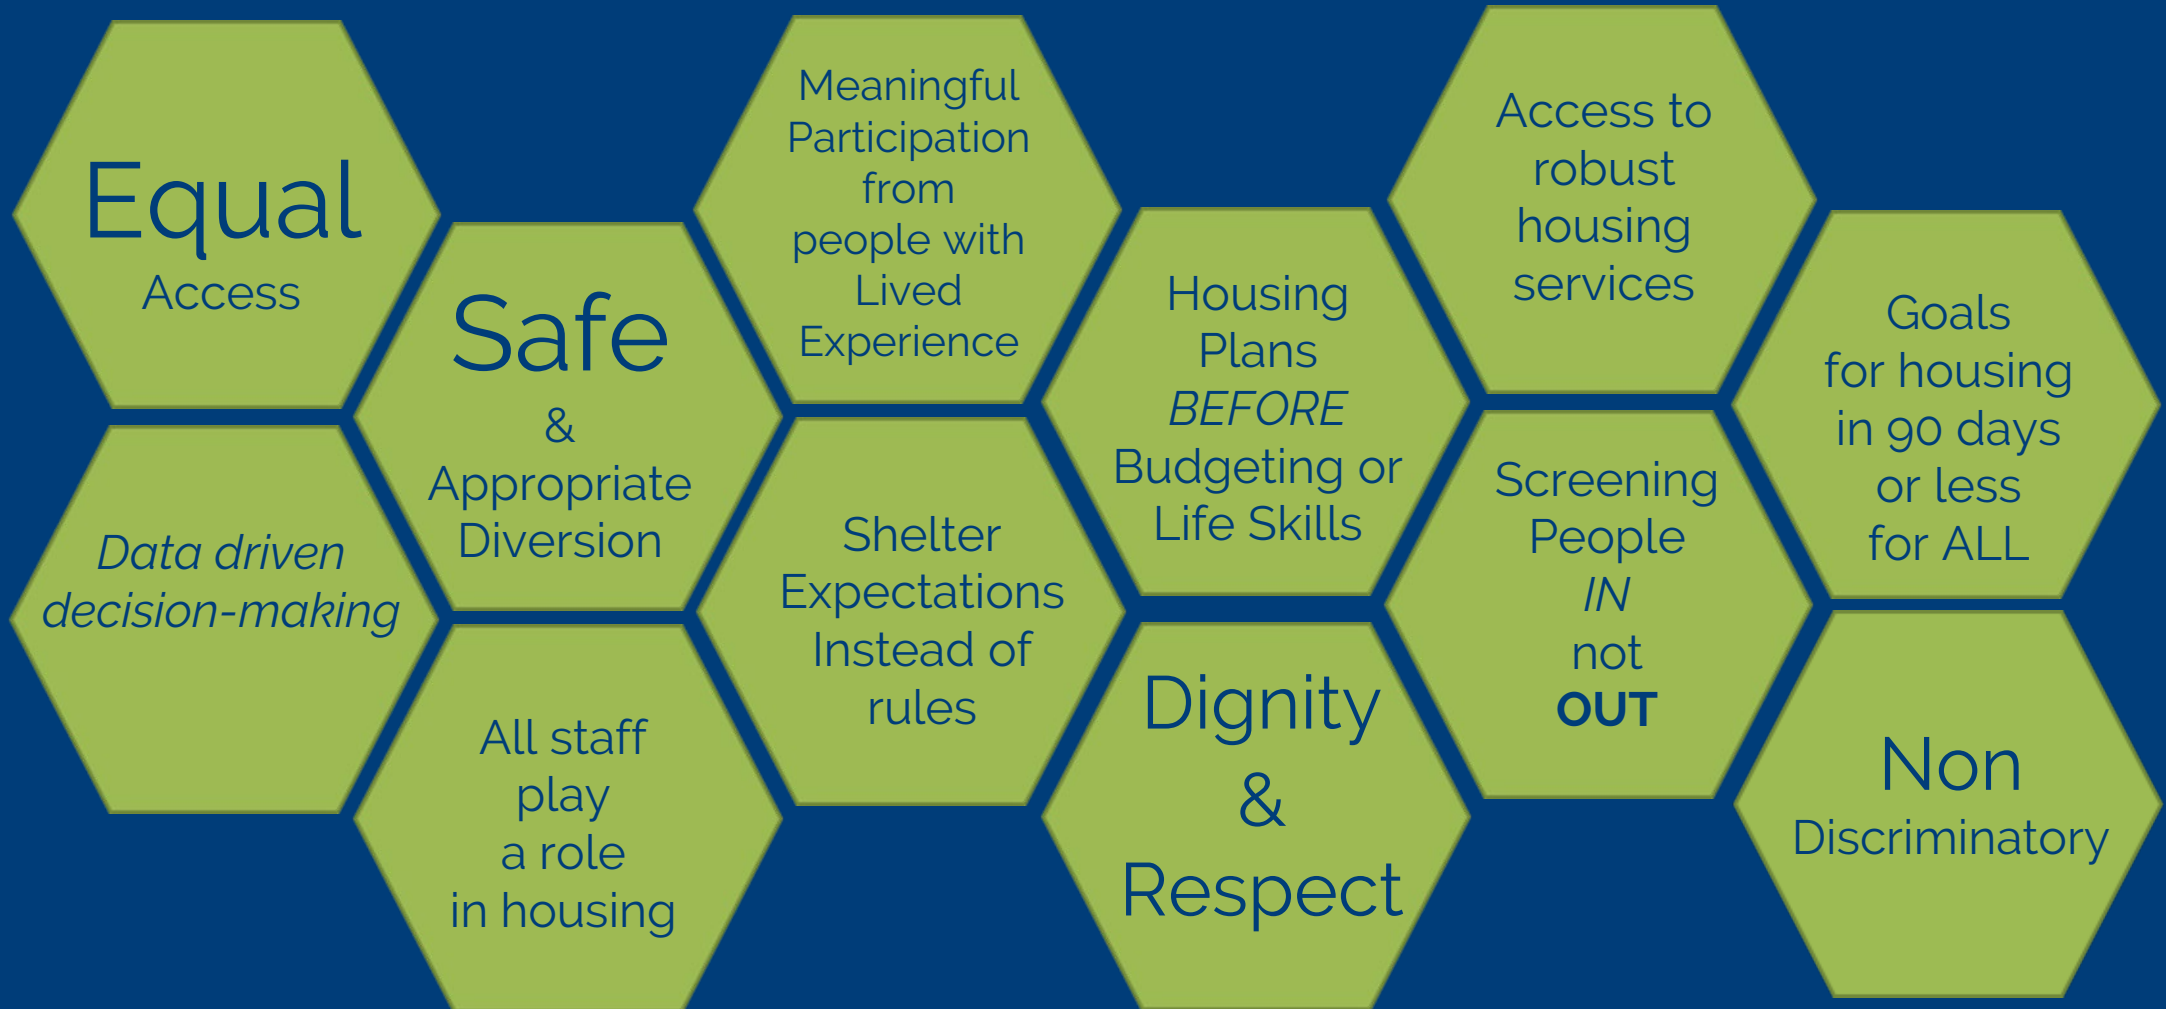 Equal
Access
Data driven
decision-making
Safe
&
Appropriate
Diversion
All staff
play
a role
in housing
Meaningful
Participation
from
people with
Lived
Experience
Shelter
Expectations
Instead of
rules
Housing
Plans
BEFORE
Budgeting or
Life Skills
Dignity
&
Respect
Access to
robust
housing
services
Screening
People
IN
not
OUT
Goals
for housing
in 90 days
or less
for ALL
Non
Discriminatory